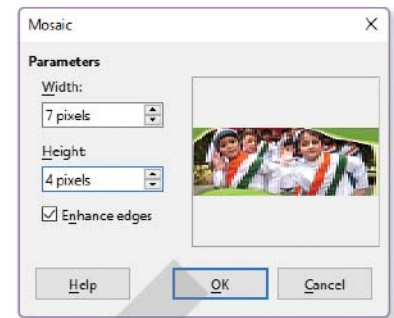 Mosaic
Parameters
Width:
7 pixels
Height
4 pixels
Enhance edges
Help
OK
Cancel